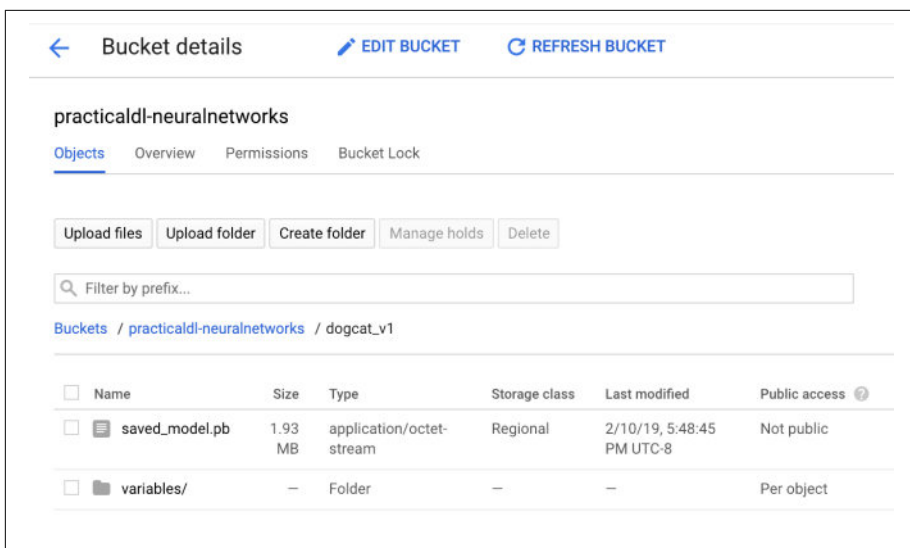 Bucket details EDIT BUCKET REFRESH BUCKET
practicaldl-neuralnetworks
Objects Overview Permissions Bucket Lock
Upload files Upload folder Create folder Manage holds Delete
Filter by prefix...
Buckets / practicaldl-neuralnetworks / dogcat_v1
Name Size Type Storage class Last modified Public access
saved_model.pb 1.93 application/octet- Regional 2/10/19, 5:48:45 Not public
MB stream PM UTC-8
variables/ — Folder — — Per object